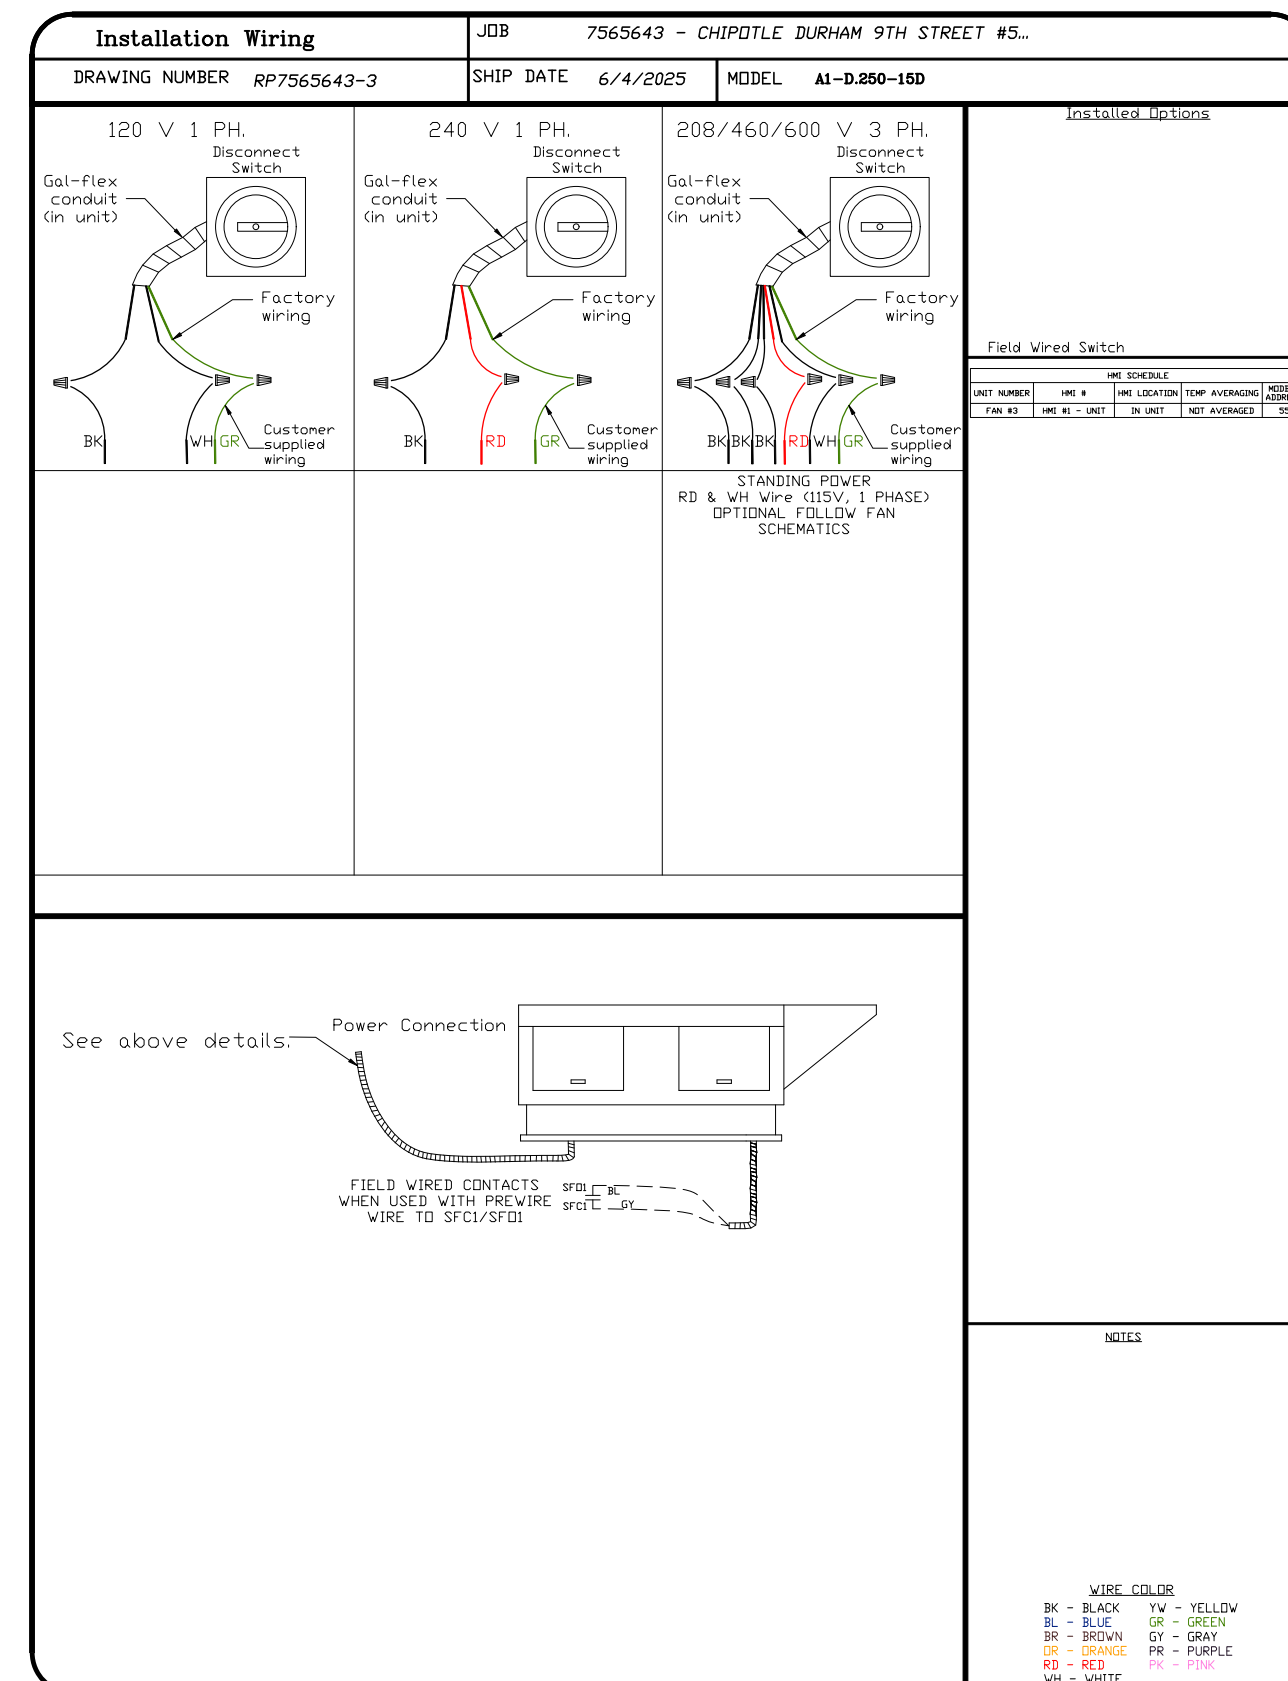 Installation Wiring
JOB 7565643 - CHIPOTLE DURHAM 9TH STREET #5...
DRAWING NUMBER RP7565643-3
SHIP DATE 6/4/2025
MODEL A1-D.250-15D
120 V 1 PH.
Disconnect
Switch
Gal-flex
conduit
(in unit)
Factory
wiring
BK WH GR
Customer
supplied
wiring
240 V 1 PH.
Disconnect
Switch
Gal-flex
conduit
(in unit)
Factory
wiring
BK RD GR
Customer
supplied
wiring
208/460/600 V 3 PH.
Disconnect
Switch
Gal-flex
conduit
(in unit)
Factory
wiring
BK BK BK RD WH GR
Customer
supplied
wiring
STANDING POWER
RD & WH Wire (115V, 1 PHASE)
OPTIONAL FOLLOW FAN
SCHEMATICS
Installed Options
Field Wired Switch
HMI SCHEDULE
UNIT NUMBER HMI # HMI LOCATION TEMP AVERAGING
FAN #3 HMI #1 - UNIT IN UNIT NOT AVERAGED 55
See above details.
Power Connection
FIELD WIRED CONTACTS
WHEN USED WITH PREWIRE
WIRE TO SFC1/SFO1
SFO1 BL
SFC1 GY
NOTES
WIRE COLOR
BK - BLACK YW - YELLOW
BL - BLUE GR - GREEN
BR - BROWN GY - GRAY
OR - ORANGE PR - PURPLE
RD - RED PK - PINK
WH - WHITE